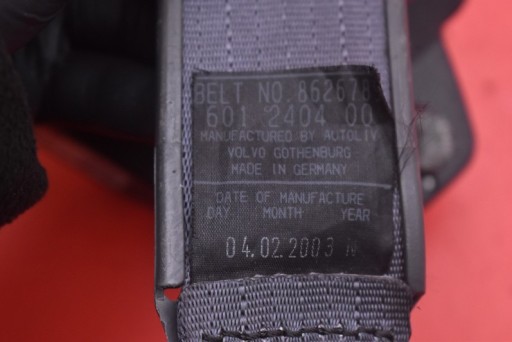 BELT NO. 862678
601 2404 00
MANUFACTURED BY AUTOLIV
VOLVO GOTHENBURG
MADE IN GERMANY
DATE OF MANUFACTURE
DAY MONTH YEAR
04.02.2003 N